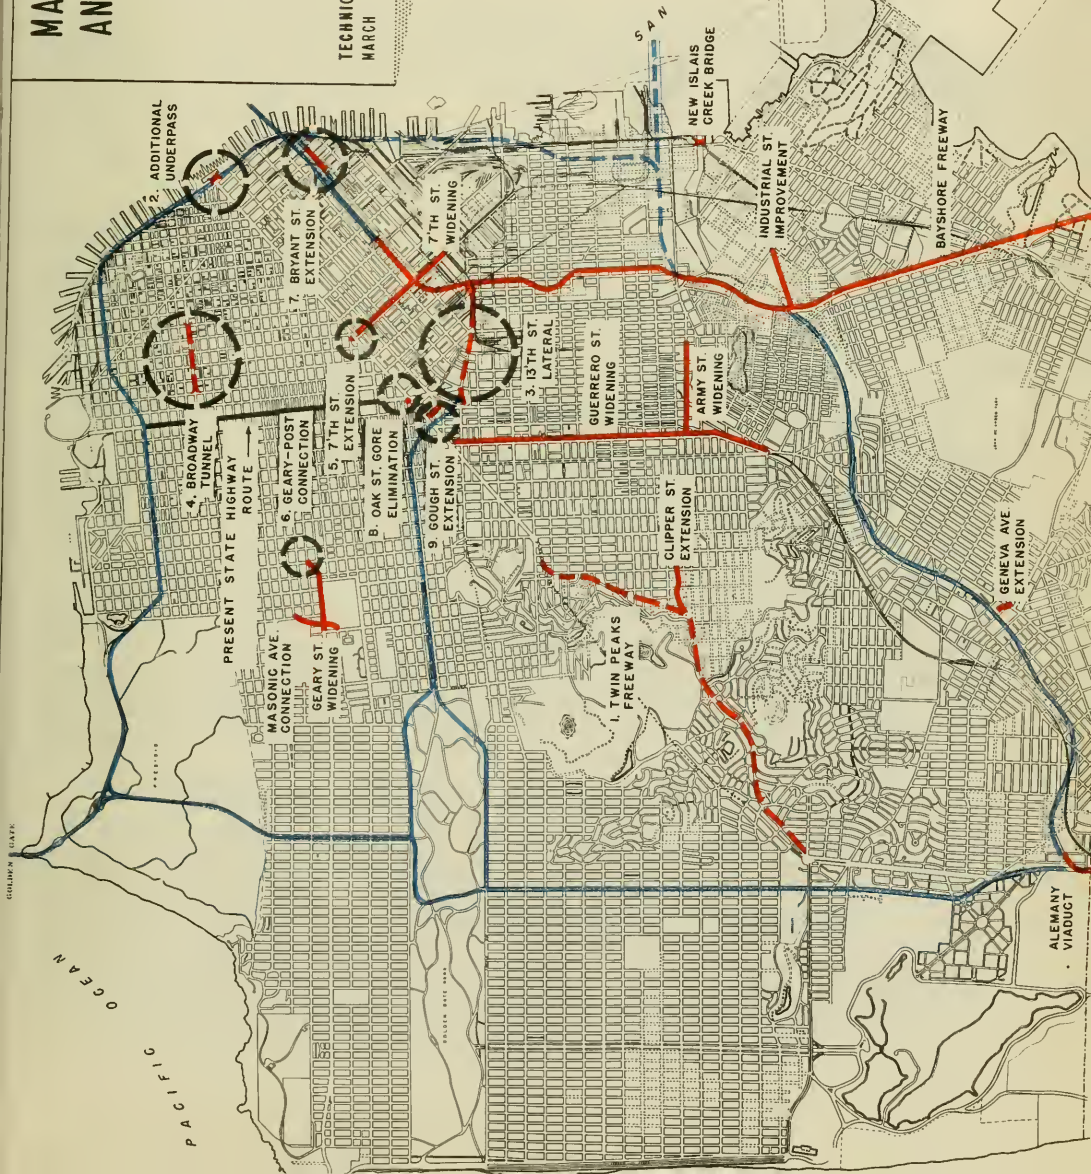 MA
AN
TECHNIC
MARCH
GOLDEN GATE
PACIFIC
OCEAN
PRESIDIO
SAN
2. ADDITIONAL
UNDERPASS
7. BRYANT ST.
EXTENSION
7'TH ST.
WIDENING
4. BROADWAY
TUNNEL
PRESENT STATE HIGHWAY
ROUTE
5. 7'TH ST.
EXTENSION
6. GEARY-POST
CONNECTION
8. OAK ST. GORE
ELIMINATION
9. GOUGH ST.
EXTENSION
3. 13'TH ST.
LATERAL
MASONIC AVE.
CONNECTION
GEARY ST.
WIDENING
GUERRERO ST.
WIDENING
ARMY ST.
WIDENING
NEW ISLAIS
CREEK BRIDGE
INDUSTRIAL ST.
IMPROVEMENT
BAYSHORE FREEWAY
CLIPPER ST.
EXTENSION
1. TWIN PEAKS
FREEWAY
GENEVA AVE.
EXTENSION
GOLDEN GATE PARK
ALEMANY
VIADUCT